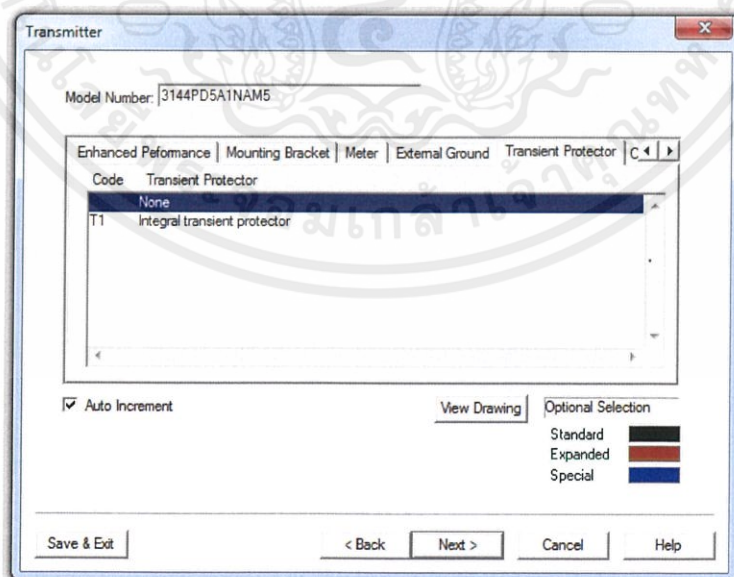 Transmitter
Model Number: 3144PD5A1NAM5
Enhanced Peformance | Mounting Bracket | Meter | External Ground Transient Protector | C
Code Transient Protector
None
T1 Integral transient protector
Auto Increment
View Drawing
Optional Selection
Standard
Expanded
Special
Save & Exit
< Back
Next >
Cancel
Help